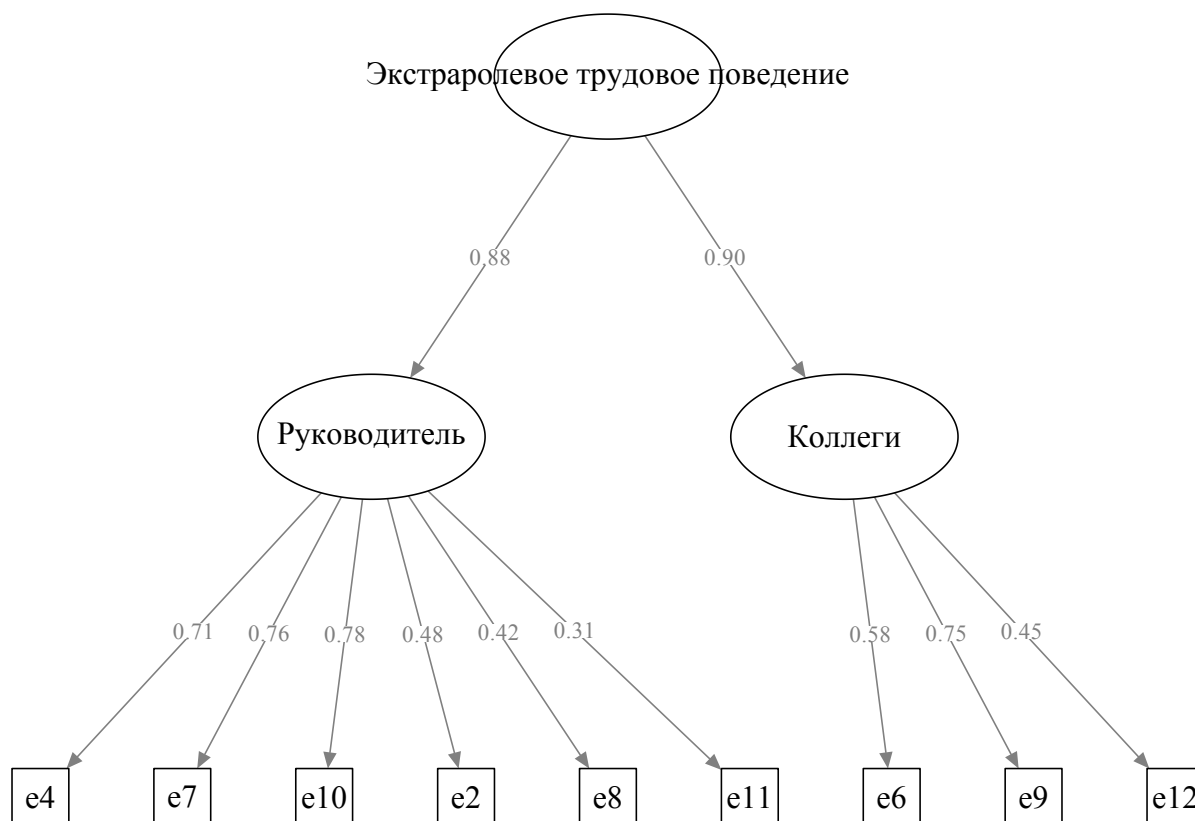 Экстраролевое трудовое поведение
0.88 0.90
Руководитель Коллеги
0.71 0.76 0.78 0.48 0.42 0.31 0.58 0.75 0.45
e4 e7 e10 e2 e8 e11 e6 e9 e12